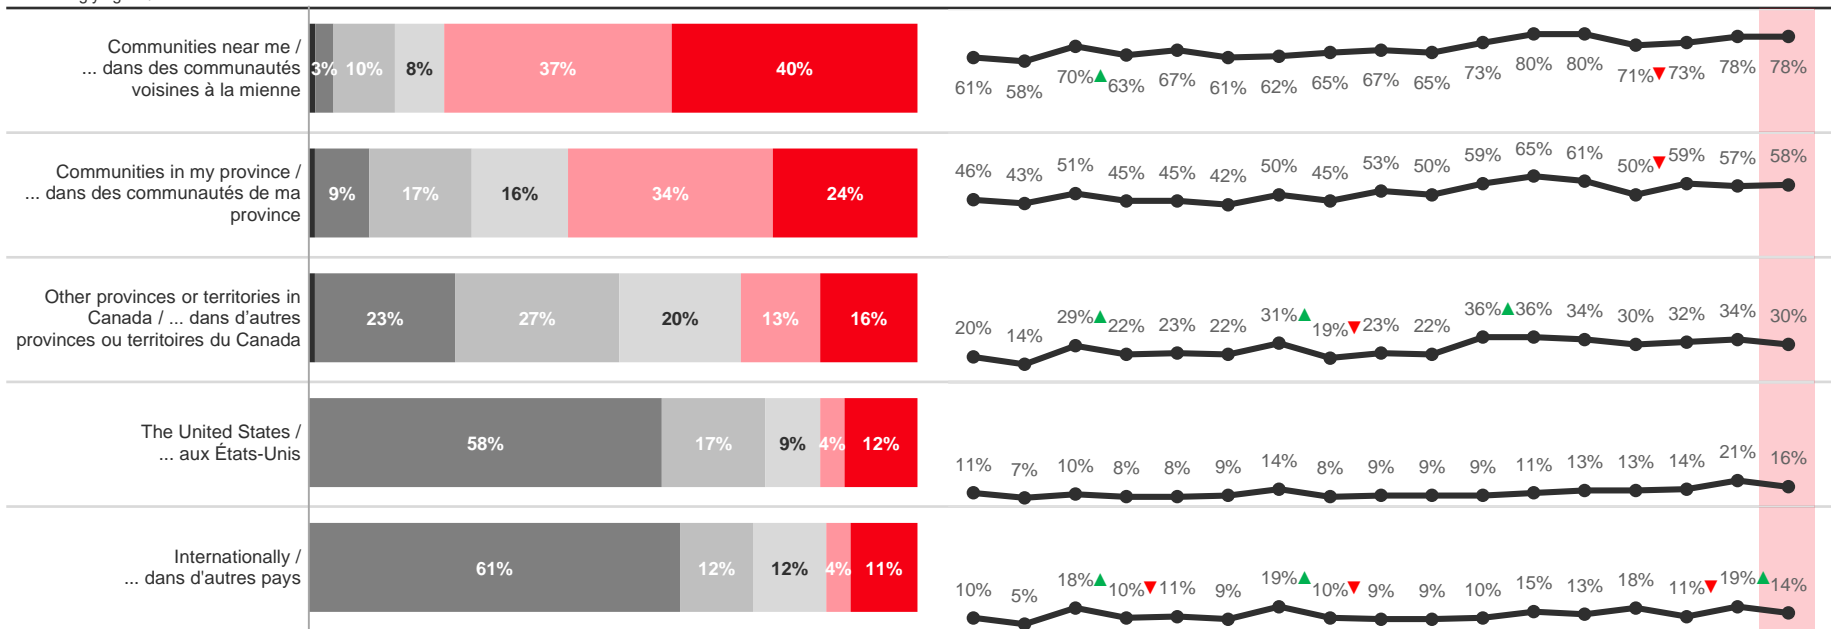 Communities near me /
... dans des communautés
voisines à la mienne
3% 10% 8% 37% 40%
61% 58% 70% 63% 67% 61% 62% 65% 67% 65% 73% 80% 80% 71% 73% 78% 78%
Communities in my province /
... dans des communautés de ma
province
9% 17% 16% 34% 24%
46% 43% 51% 45% 45% 42% 50% 45% 53% 50% 59% 65% 61% 50% 59% 57% 58%
Other provinces or territories in
Canada / ... dans d'autres
provinces ou territoires du Canada
23% 27% 20% 13% 16%
20% 14% 29% 22% 23% 22% 31% 19% 23% 22% 36% 36% 34% 30% 32% 34% 30%
The United States /
... aux États-Unis
58% 17% 9% 4% 12%
11% 7% 10% 8% 8% 9% 14% 8% 9% 9% 9% 11% 13% 13% 14% 21% 16%
Internationally /
... dans d'autres pays
61% 12% 12% 4% 11%
10% 5% 18% 10% 11% 9% 19% 10% 9% 9% 10% 15% 13% 18% 11% 19% 14%